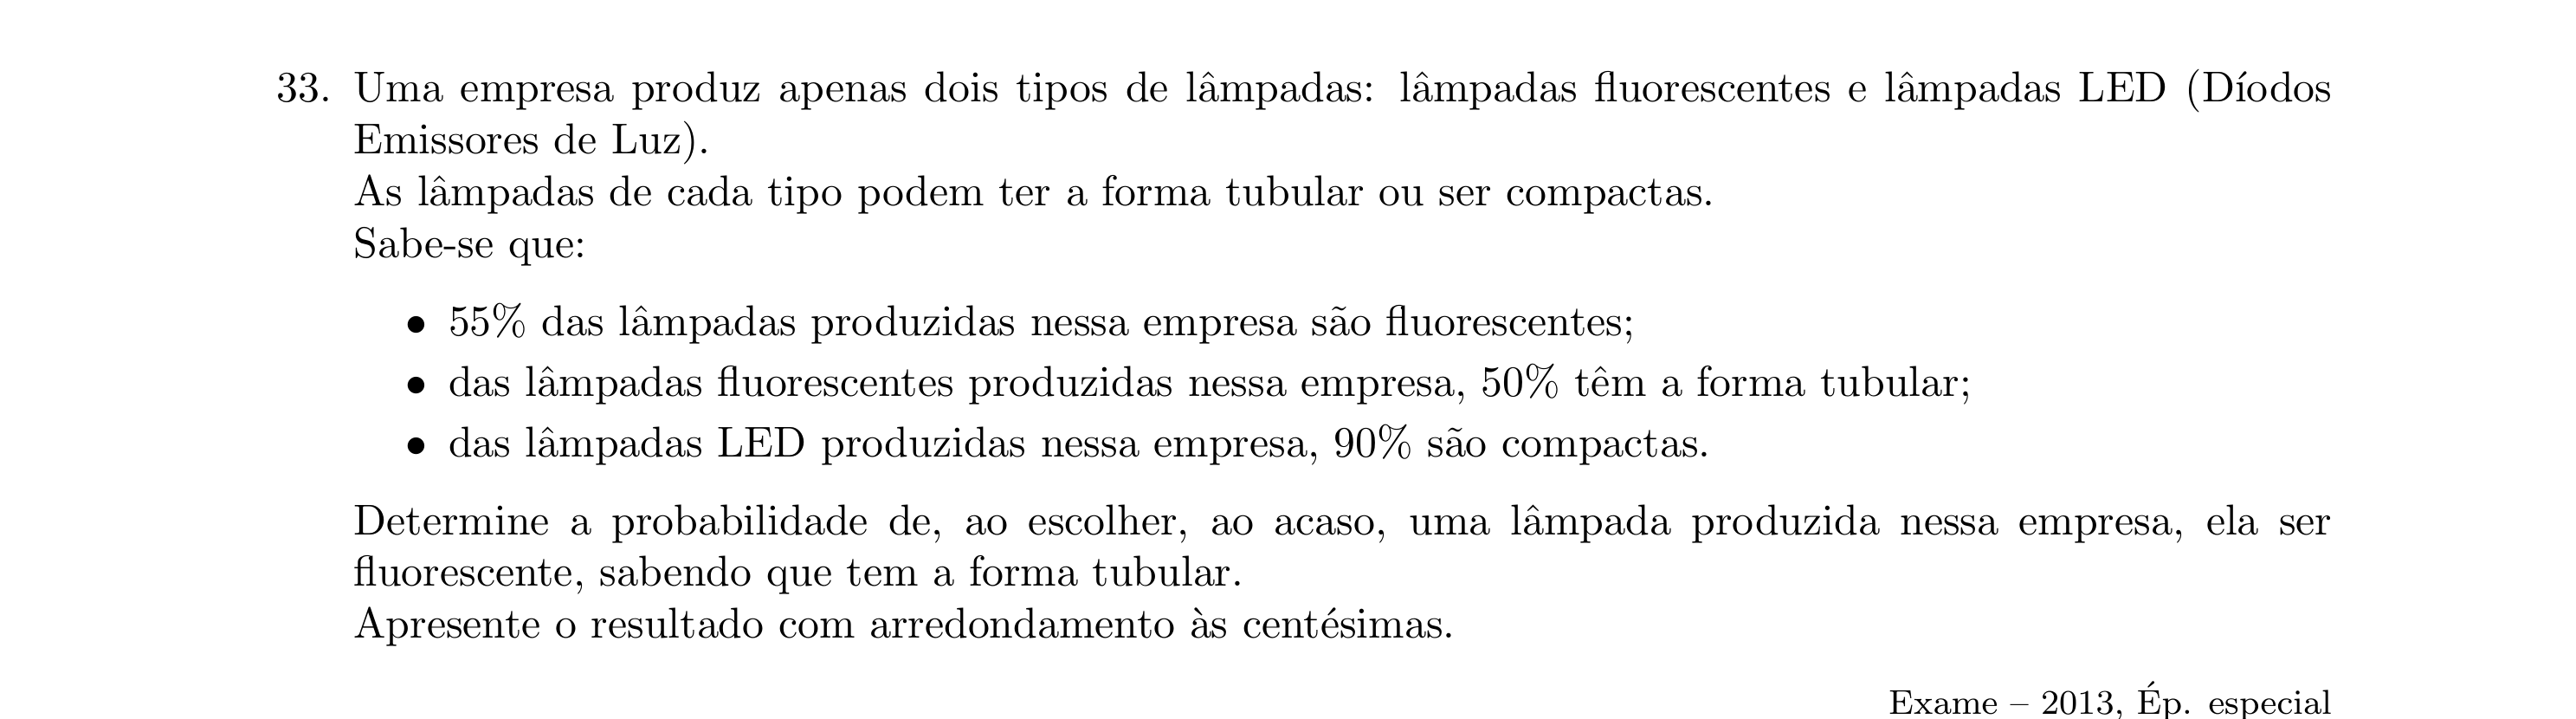 33. Uma empresa produz apenas dois tipos de lâmpadas: lâmpadas fluorescentes e lâmpadas LED (Díodos
Emissores de Luz).
As lâmpadas de cada tipo podem ter a forma tubular ou ser compactas.
Sabe-se que:
• 55% das lâmpadas produzidas nessa empresa são fluorescentes;
• das lâmpadas fluorescentes produzidas nessa empresa, 50% têm a forma tubular;
• das lâmpadas LED produzidas nessa empresa, 90% são compactas.
Determine a probabilidade de, ao escolher, ao acaso, uma lâmpada produzida nessa empresa, ela ser
fluorescente, sabendo que tem a forma tubular.
Apresente o resultado com arredondamento às centésimas.
Exame – 2013, Ép. especial